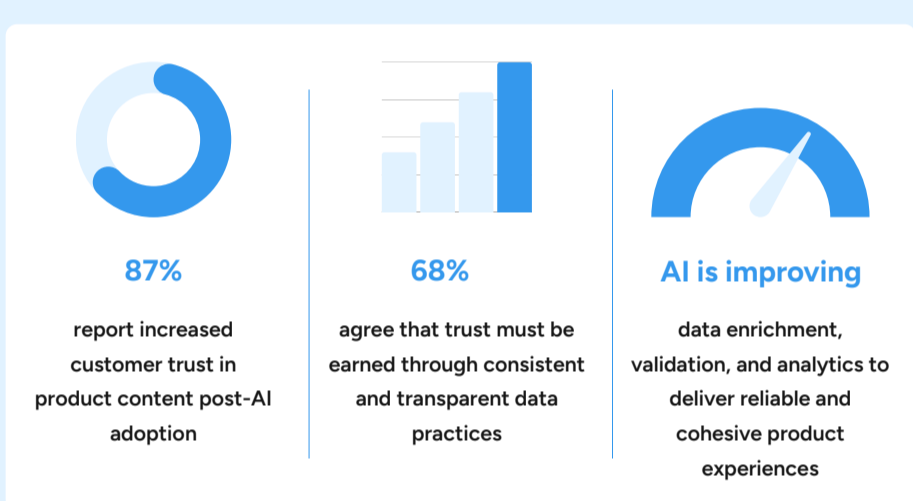 87%
report increased
customer trust in
product content post-AI
adoption
68%
agree that trust must be
earned through consistent
and transparent data
practices
AI is improving
data enrichment,
validation, and analytics to
deliver reliable and
cohesive product
experiences